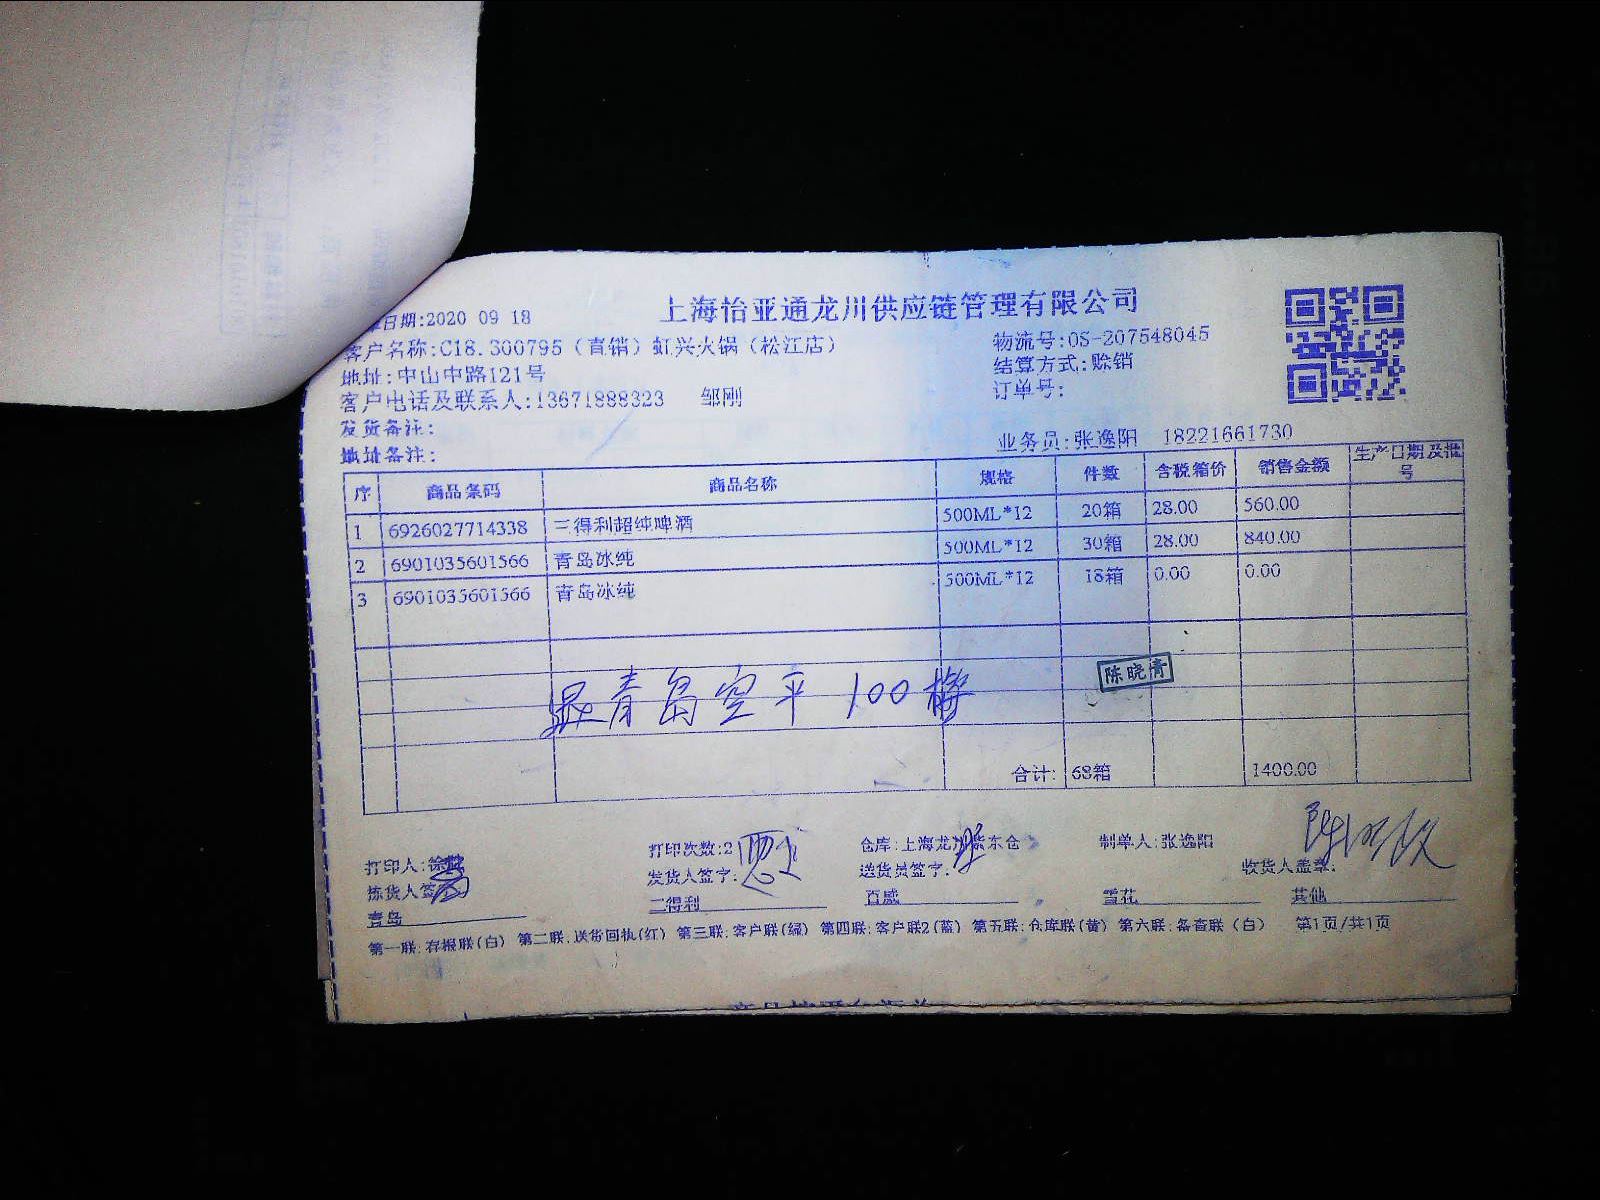 上海怡亚通龙川供应链管理有限公司
日期:2020 09 18
客户名称:C18.300795（直销）虹兴火锅（松江店）
物流号:OS-207548045
地址:中山中路121号
结算方式:赊销
客户电话及联系人:13671888323 邹刚
订单号:
发货备注:
地址备注:
业务员:张逸阳 18221661730
序 商品条码 商品名称 规格 件数 含税箱价 销售金额 生产日期及批号
1 6926027714338 三得利超纯啤酒 500ML*12 20箱 28.00 560.00
2 6901035601566 青岛冰纯 500ML*12 30箱 28.00 840.00
3 6901035601566 青岛冰纯 500ML*12 18箱 0.00 0.00
陈晓倩
青岛空平100
合计: 68箱 1400.00
打印人:徐
打印次数:2
仓库:上海龙川紫东仓
制单人:张逸阳
拣货人签
发货人签字:
送货员签字:
收货人盖章:
青岛 三得利 百威 雪花 其他
第一联:存根联(白) 第二联:送货回执(红) 第三联:客户联(绿) 第四联:客户联2(蓝) 第五联:仓库联(黄) 第六联:备查联(白) 第1页/共1页